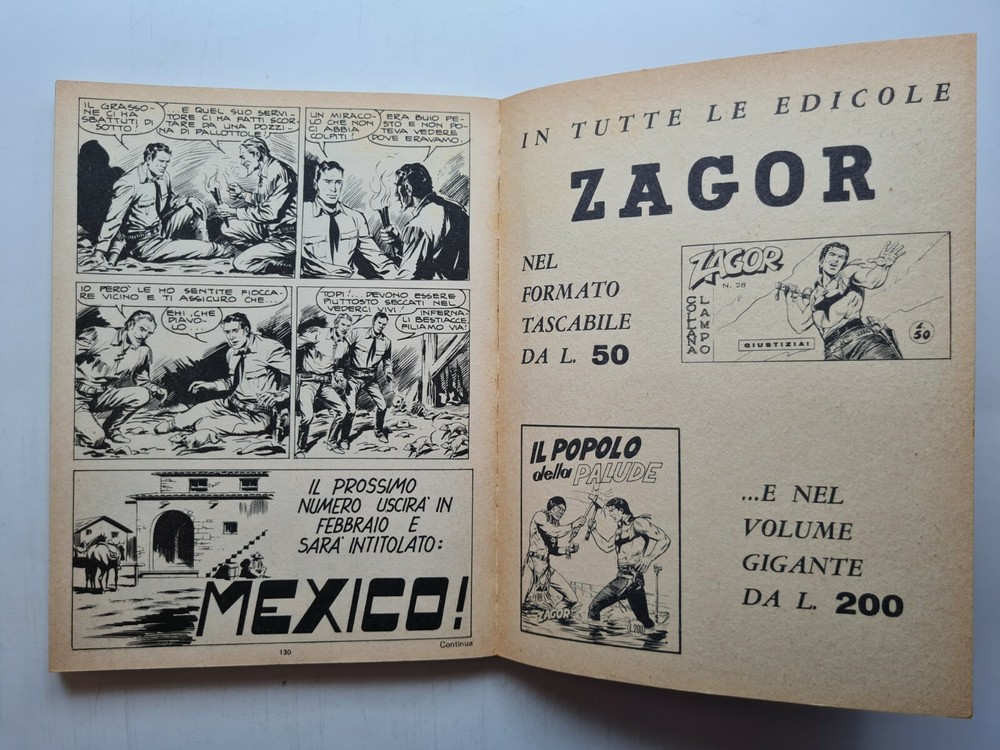 IL GRASSO-
NE CI HA
SBATTUTI DI
SOTTO!
...E QUEL SUO SERVI-
TORE CI HA FATTI SCOR-
TARE DA UNA DOZZI-
NA DI PALLOTTOLE!
UN MIRACO-
LO CHE NON
CI ABBIA
COLPITI!
ERA BUIO PE-
STO E NON PO-
TEVA VEDERE
DOVE ERAVAMO.
IO PERO' LE HO SENTITE FIOCCA-
RE VICINO E TI ASSICURO CHE...
EHI CHE
DIAVO-
LO...
TOPI!... DEVONO ESSERE
PIUTTOSTO SECCATI NEL
VEDERCI VIVI!
INFERNA-
LI BESTIACCE.
FILIAMO VIA!
IL PROSSIMO
NUMERO USCIRA' IN
FEBBRAIO E
SARA' INTITOLATO:
MEXICO!
Continua
130
IN TUTTE LE EDICOLE
ZAGOR
NEL
FORMATO
TASCABILE
DA L. 50
ZAGOR
N. 28
COLLANA
LAMPO
GIUSTIZIA!
L. 50
IL POPOLO
della PALUDE
ZAGOR
L.200
...E NEL
VOLUME
GIGANTE
DA L. 200